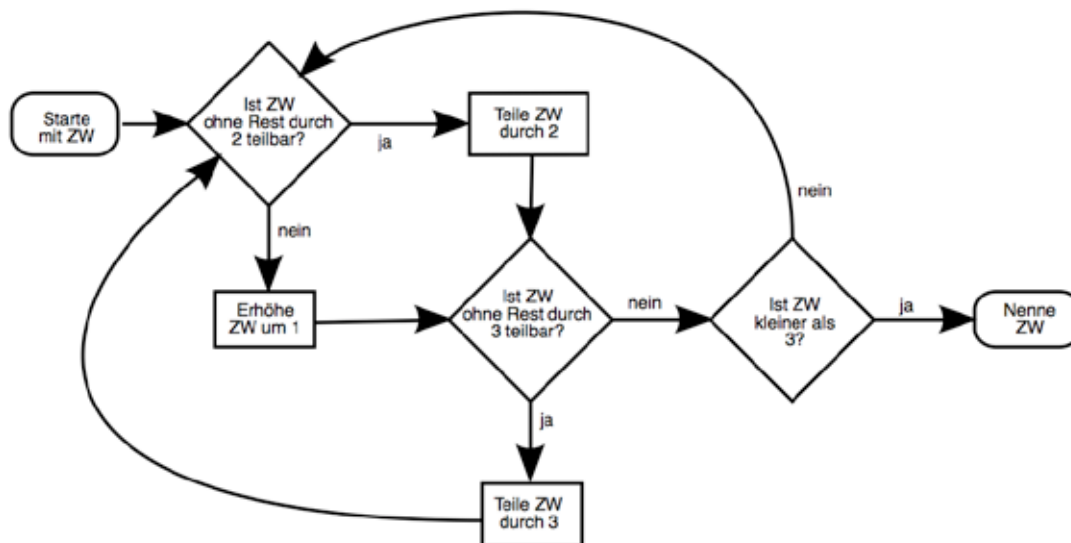 Starte
mit ZW
Ist ZW
ohne Rest durch
2 teilbar?
ja
Teile ZW
durch 2
nein
Erhöhe
ZW um 1
Ist ZW
ohne Rest durch
3 teilbar?
nein
Ist ZW
kleiner als
3?
nein
ja
Nenne
ZW
ja
Teile ZW
durch 3